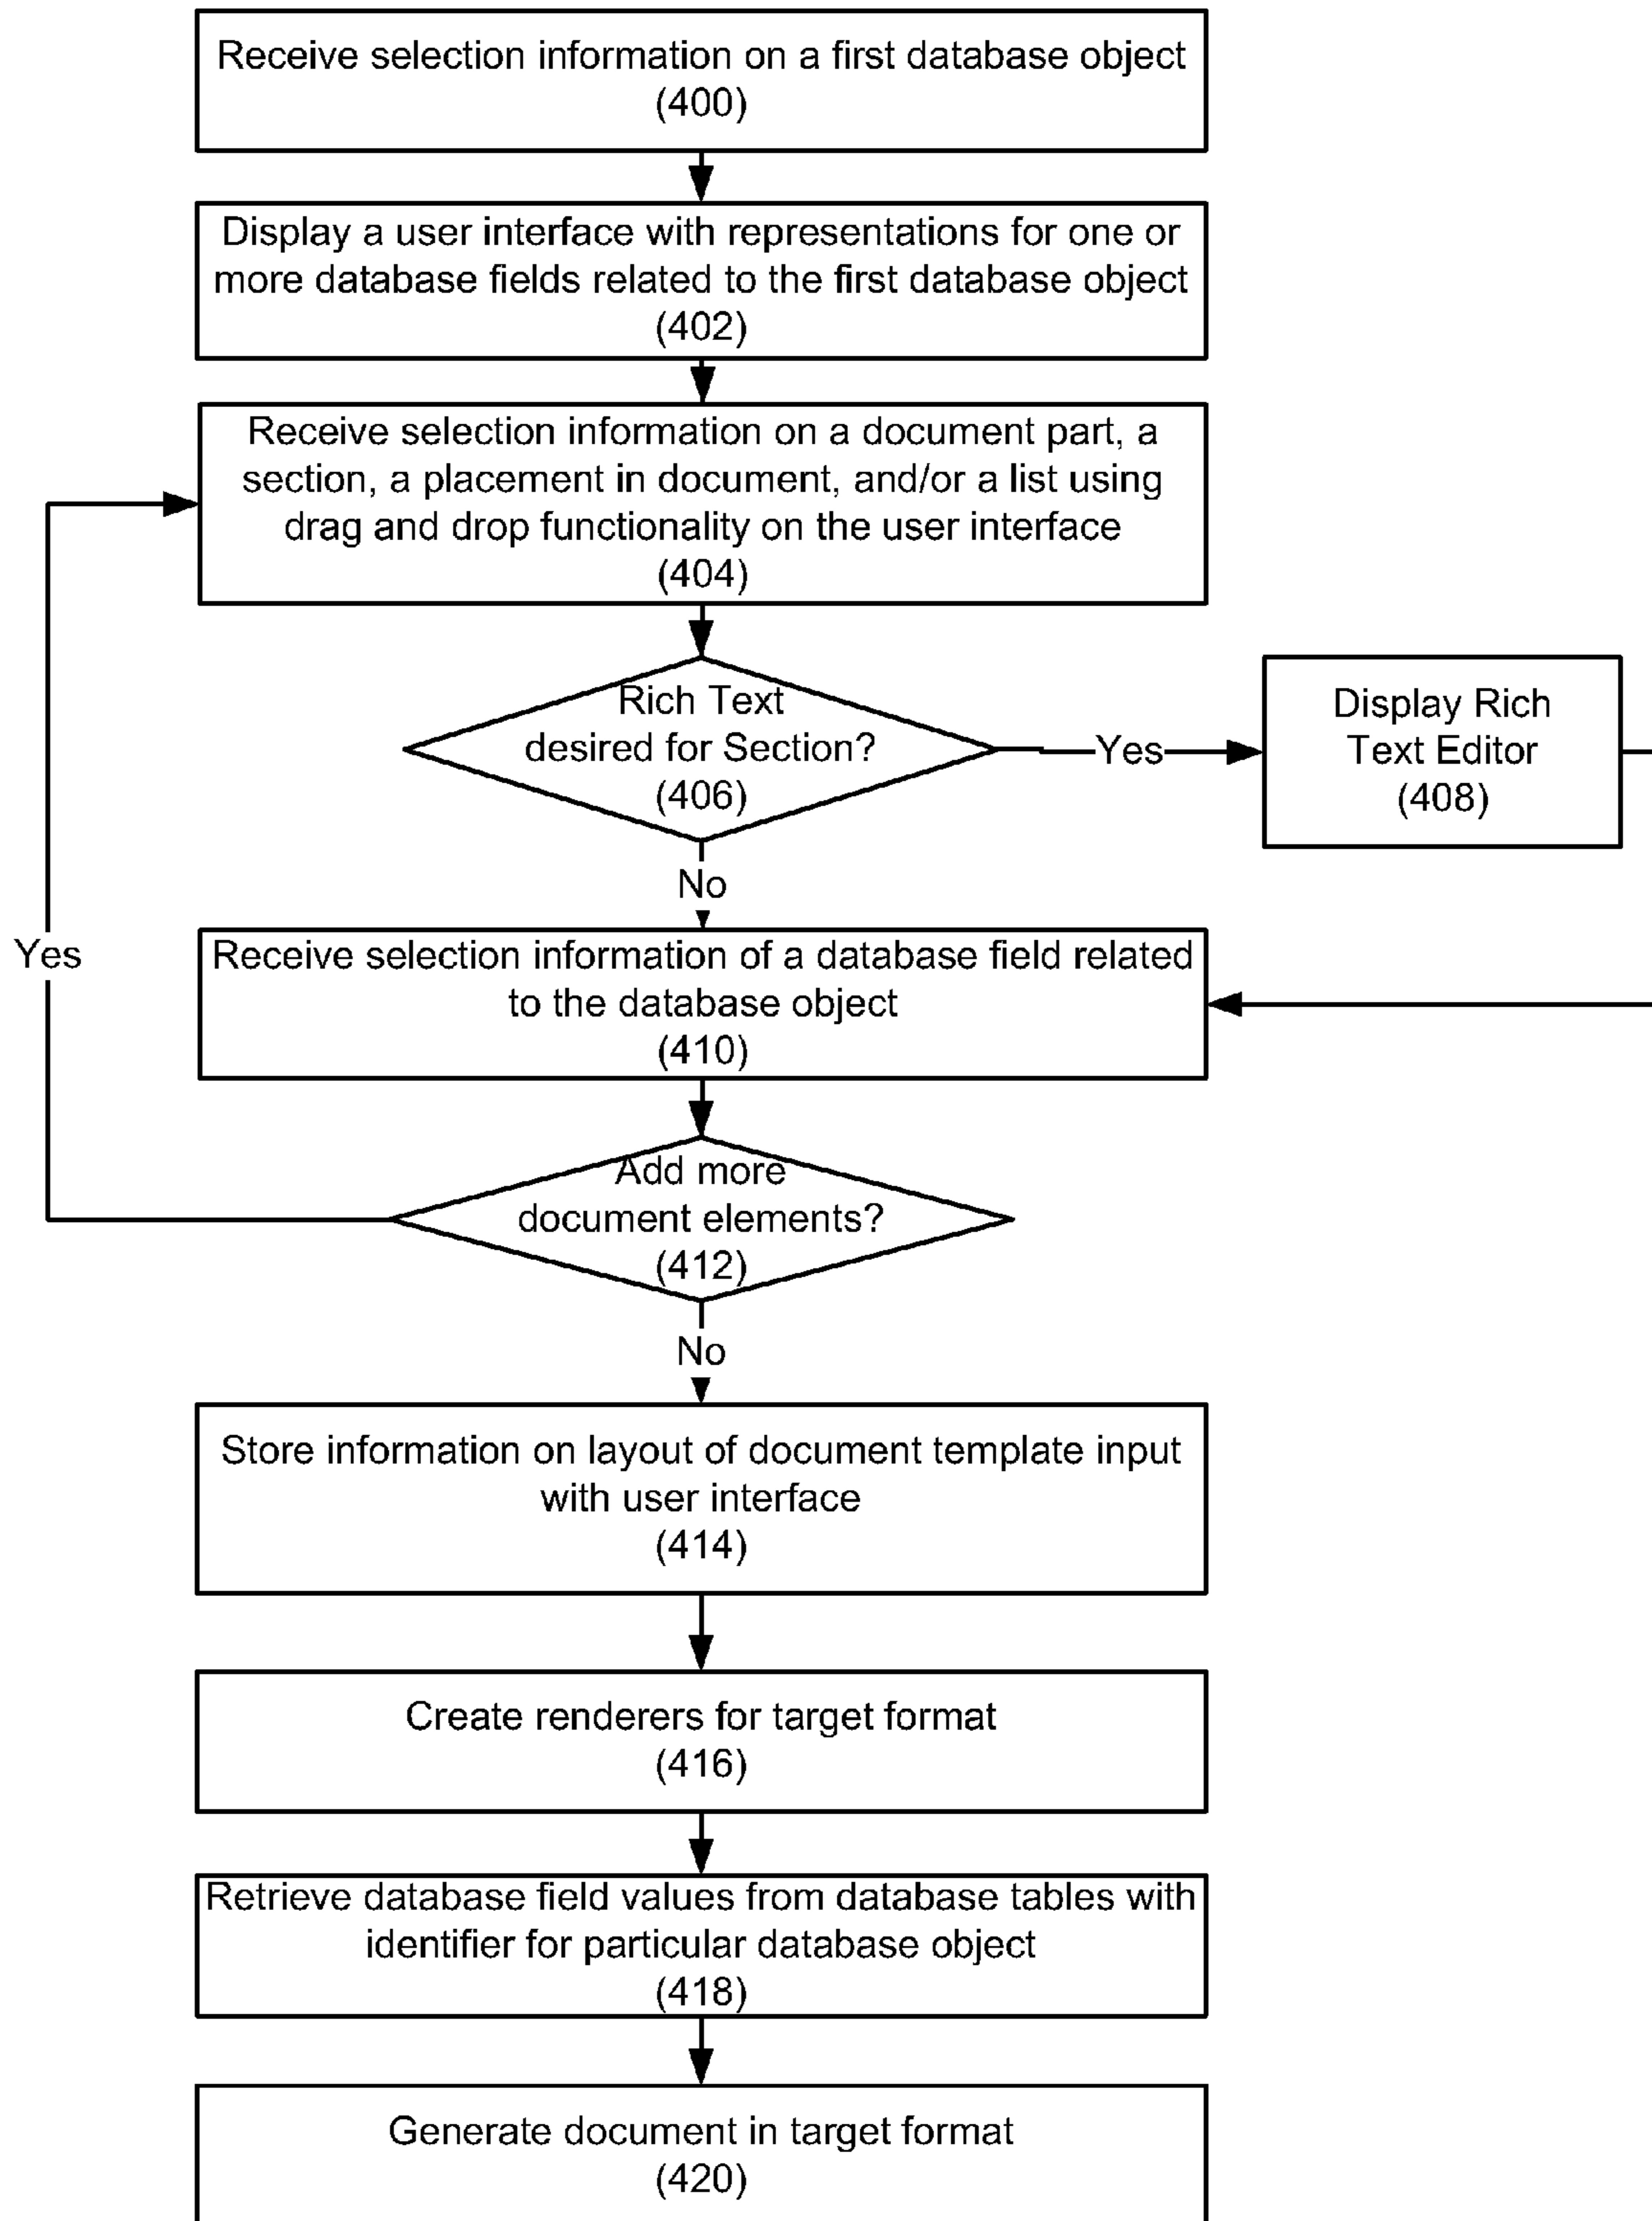 Receive selection information on a first database object
(400)
Display a user interface with representations for one or
more database fields related to the first database object
(402)
Receive selection information on a document part, a
section, a placement in document, and/or a list using
drag and drop functionality on the user interface
(404)
Rich Text
desired for Section?
(406)
Yes
Display Rich
Text Editor
(408)
No
Yes
Receive selection information of a database field related
to the database object
(410)
Add more
document elements?
(412)
No
Store information on layout of document template input
with user interface
(414)
Create renderers for target format
(416)
Retrieve database field values from database tables with
identifier for particular database object
(418)
Generate document in target format
(420)